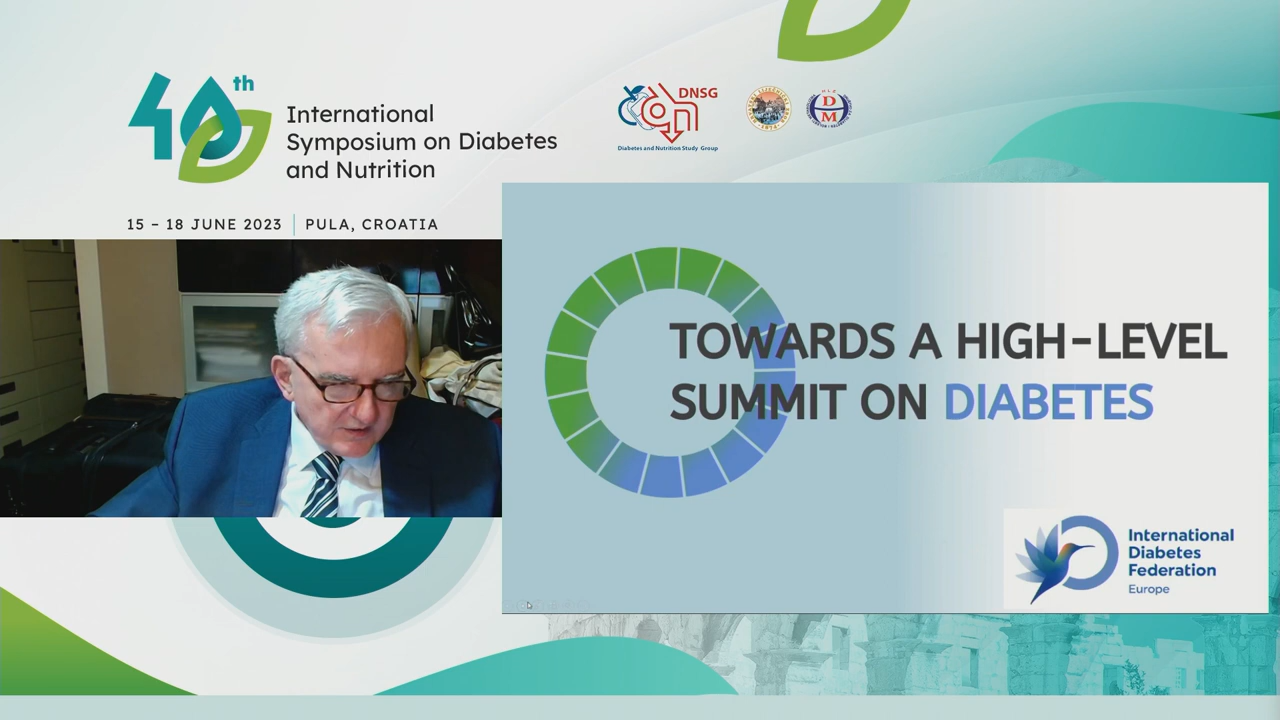 40th
International
Symposium on Diabetes
and Nutrition
15 – 18 JUNE 2023 | PULA, CROATIA
DNSG
Diabetes and Nutrition Study Group
DM
TOWARDS A HIGH-LEVEL
SUMMIT ON DIABETES
International
Diabetes
Federation
Europe